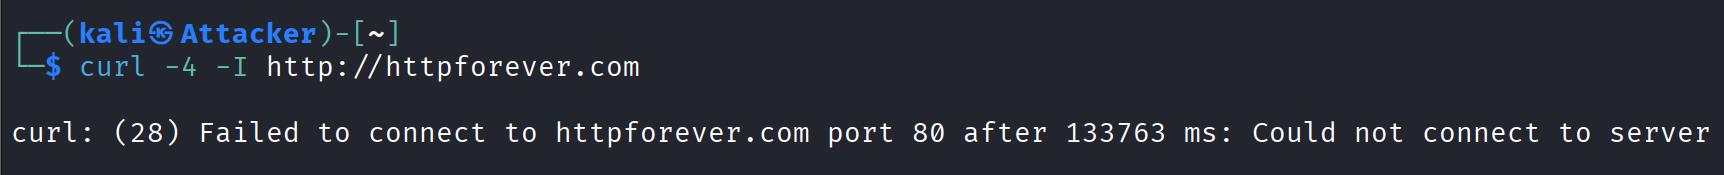 ┌──(kali㉿Attacker)-[~]
└─$ curl -4 -I http://httpforever.com
curl: (28) Failed to connect to httpforever.com port 80 after 133763 ms: Could not connect to server